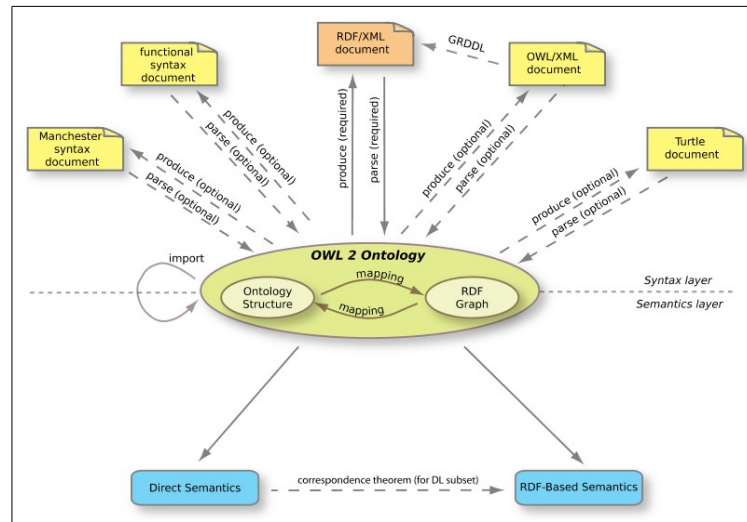 functional
syntax
document
RDF/XML
document
GRDDL
OWL/XML
document
Manchester
syntax
document
Turtle
document
produce (optional)
parse (optional)
produce (optional)
parse (optional)
produce (required)
parse (required)
produce (optional)
parse (optional)
produce (optional)
parse (optional)
import
OWL 2 Ontology
Ontology
Structure
mapping
mapping
RDF
Graph
Syntax layer
Semantics layer
Direct Semantics
correspondence theorem (for DL subset)
RDF-Based Semantics